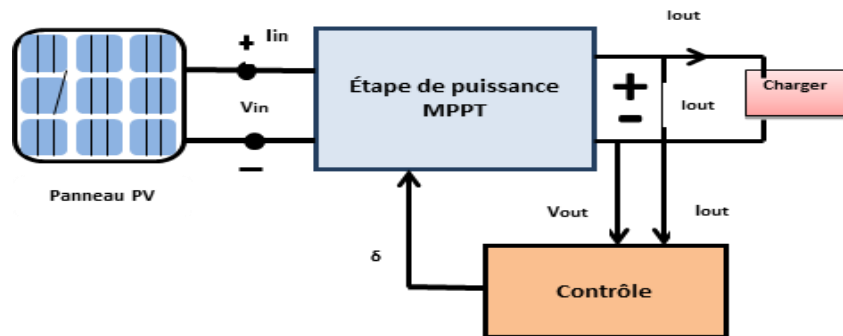 Iout
+ Iin
Étape de puissance
MPPT
Charger
+
Vin
Iout
-
-
Panneau PV
Vout
Iout
δ
Contrôle